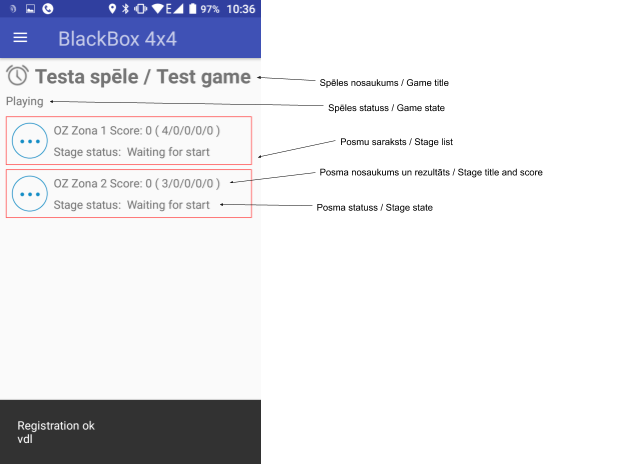 97% 10:36
BlackBox 4x4
Testa spēle / Test game
Spēles nosaukums / Game title
Playing
Spēles statuss / Game state
OZ Zona 1 Score: 0 ( 4/0/0/0/0 )
Stage status: Waiting for start
Posmu saraksts / Stage list
OZ Zona 2 Score: 0 ( 3/0/0/0/0 )
Posma nosaukums un rezultāts / Stage title and score
Stage status: Waiting for start
Posma statuss / Stage state
Registration ok
vdl